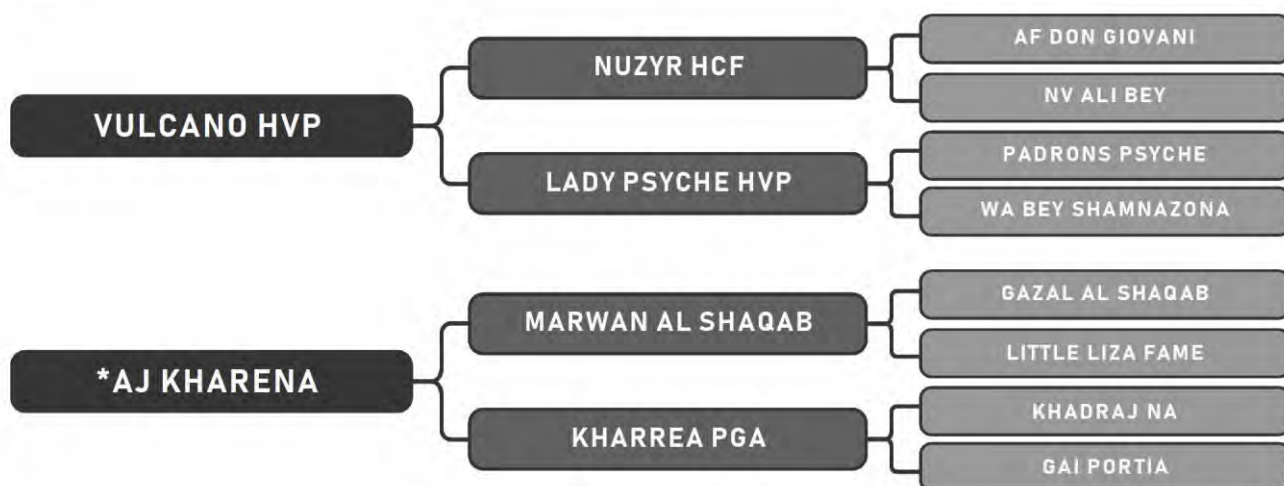 VULCANO HVP
NUZYR HCF
LADY PSYCHE HVP
AF DON GIOVANI
NV ALI BEY
PADRONS PSYCHE
WA BEY SHAMNAZONA
*AJ KHARENA
MARWAN AL SHAQAB
KHARREA PGA
GAZAL AL SHAQAB
LITTLE LIZA FAME
KHADRAJ NA
GAI PORTIA